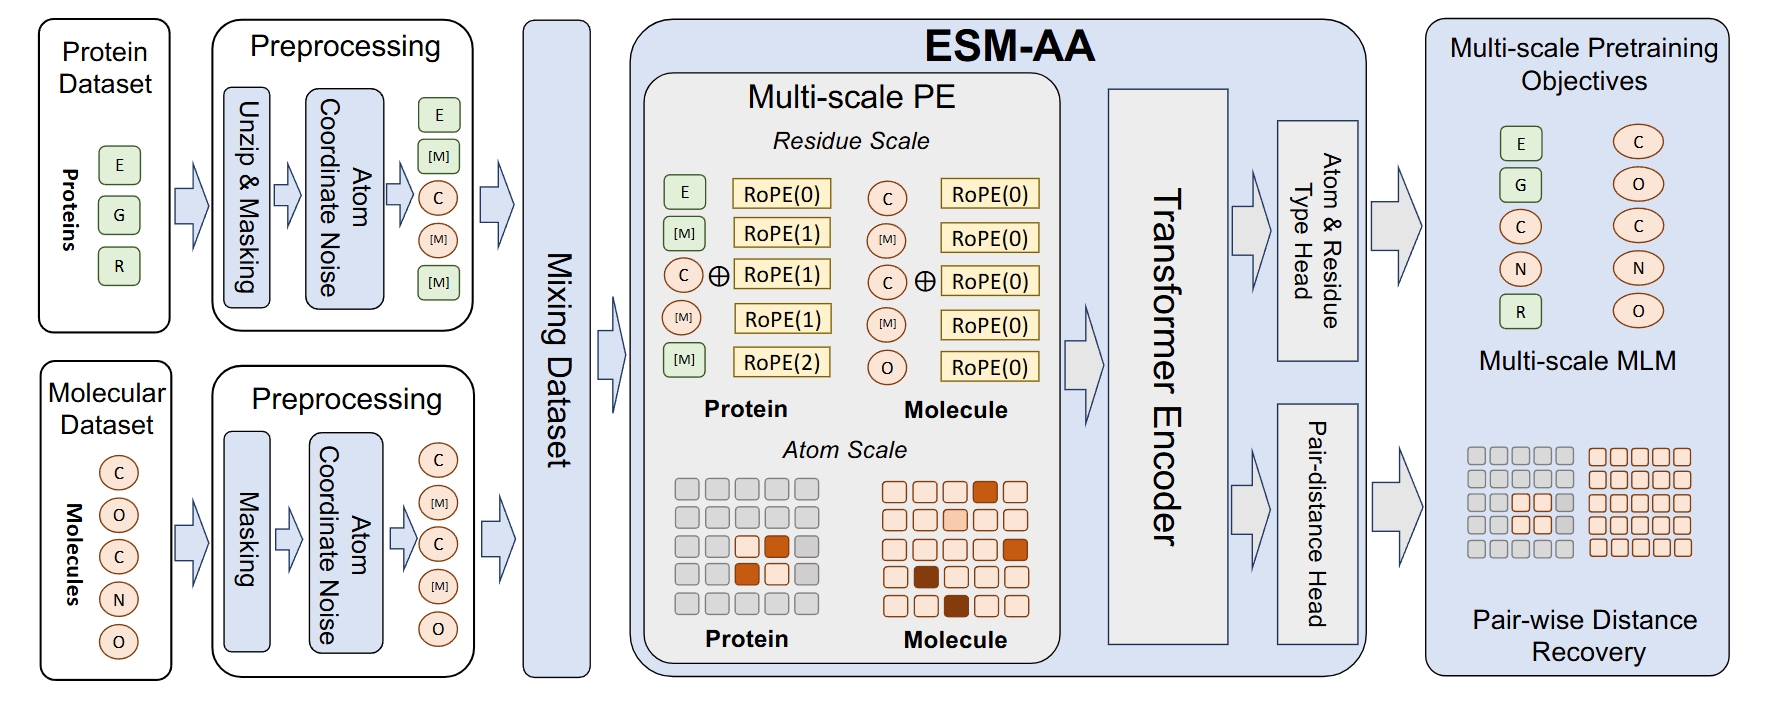 Protein
Dataset
Proteins
E
G
R
Preprocessing
Unzip & Masking
Atom
Coordinate Noise
E
[M]
C
[M]
[M]
Molecular
Dataset
Molecules
C
O
C
N
O
Preprocessing
Masking
Atom
Coordinate Noise
C
[M]
C
[M]
O
Mixing Dataset
ESM-AA
Multi-scale PE
Residue Scale
E RoPE(0)
[M] RoPE(1)
C ⊕ RoPE(1)
[M] RoPE(1)
[M] RoPE(2)
Protein
C RoPE(0)
[M] RoPE(0)
C ⊕ RoPE(0)
[M] RoPE(0)
O RoPE(0)
Molecule
Atom Scale
Protein
Molecule
Transformer Encoder
Atom & Residue
Type Head
Pair-distance Head
Multi-scale Pretraining
Objectives
E C
G O
C C
N N
R O
Multi-scale MLM
Pair-wise Distance
Recovery